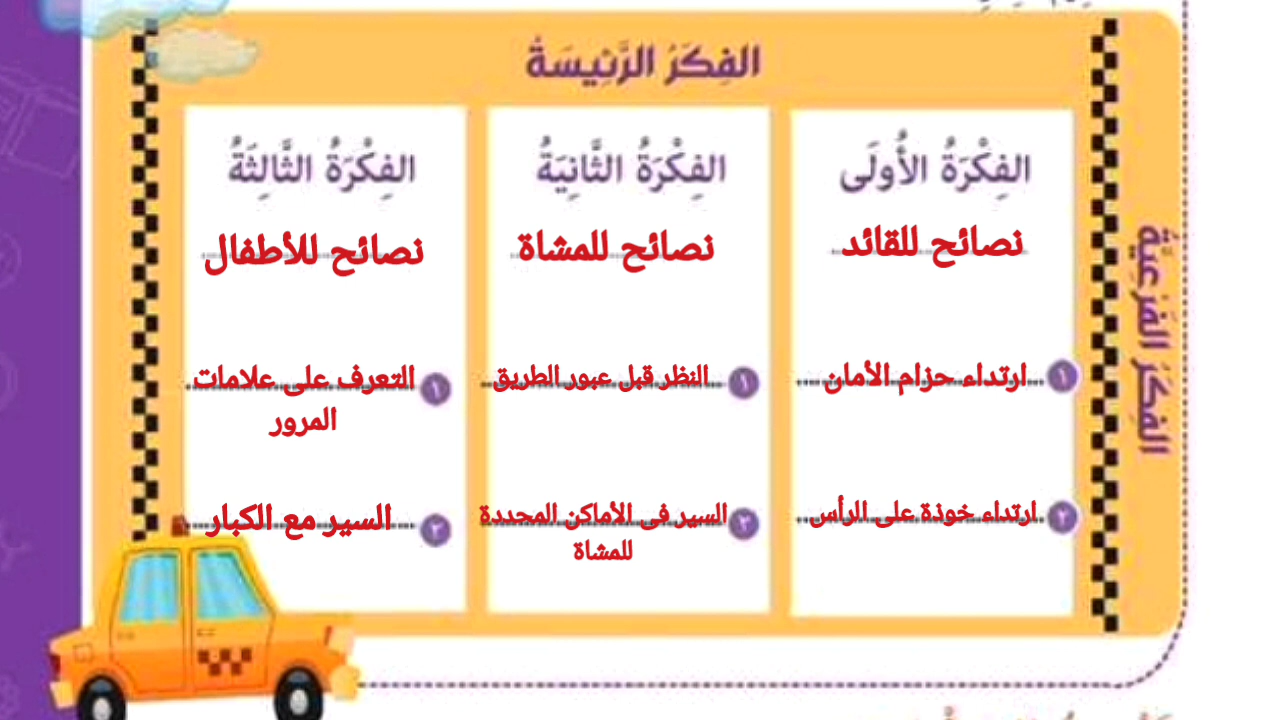 الفِكَرُ الرَّئِيسَةُ
الفِكَرُ الفَرْعِيَّةُ
الفِكْرَةُ الأُولَى
نصائح للقائد
١ ارتداء حزام الأمان
٢ ارتداء خوذة على الرأس
الفِكْرَةُ الثَّانِيَةُ
نصائح للمشاة
١ النظر قبل عبور الطريق
٢ السير فى الأماكن المحددة
للمشاة
الفِكْرَةُ الثَّالِثَةُ
نصائح للأطفال
١ التعرف على علامات
المرور
٢ السير مع الكبار